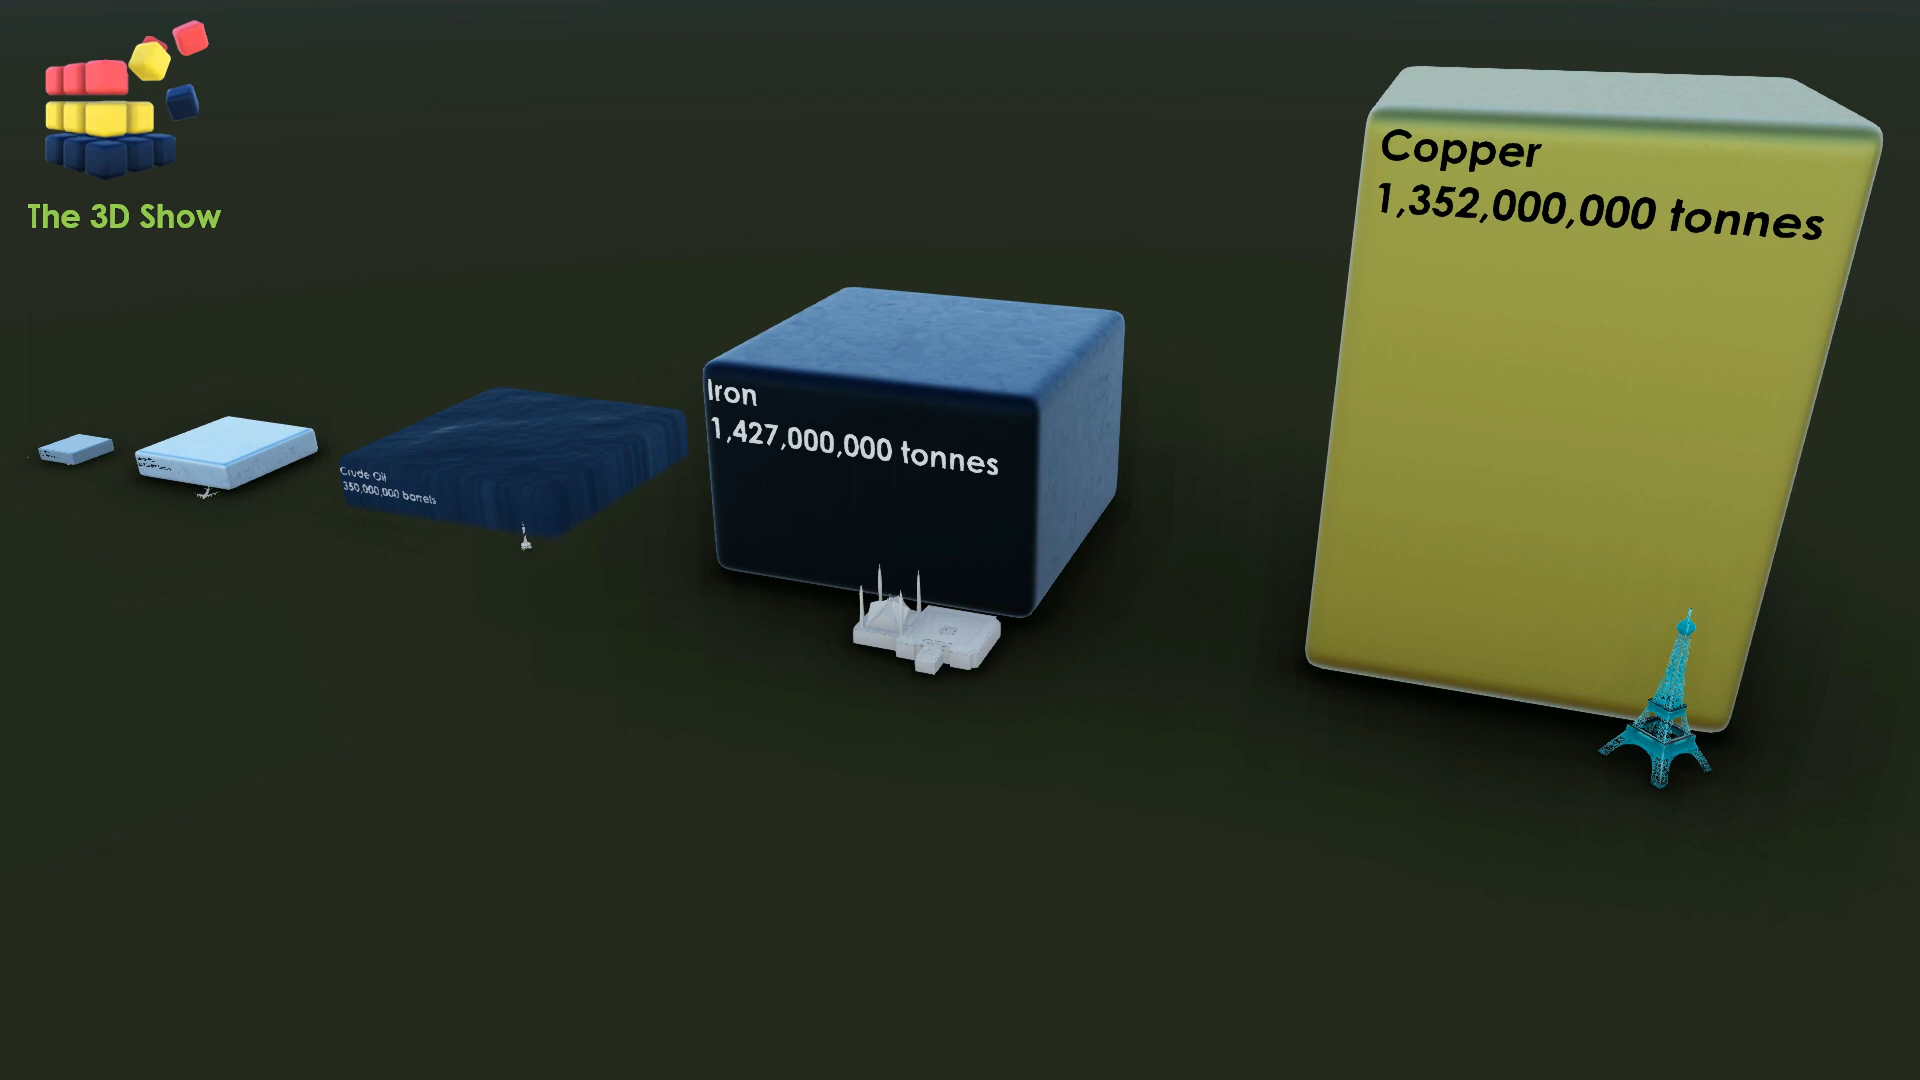 The 3D Show
Crude Oil
350,000,000 barrels
Iron
1,427,000,000 tonnes
Copper
1,352,000,000 tonnes